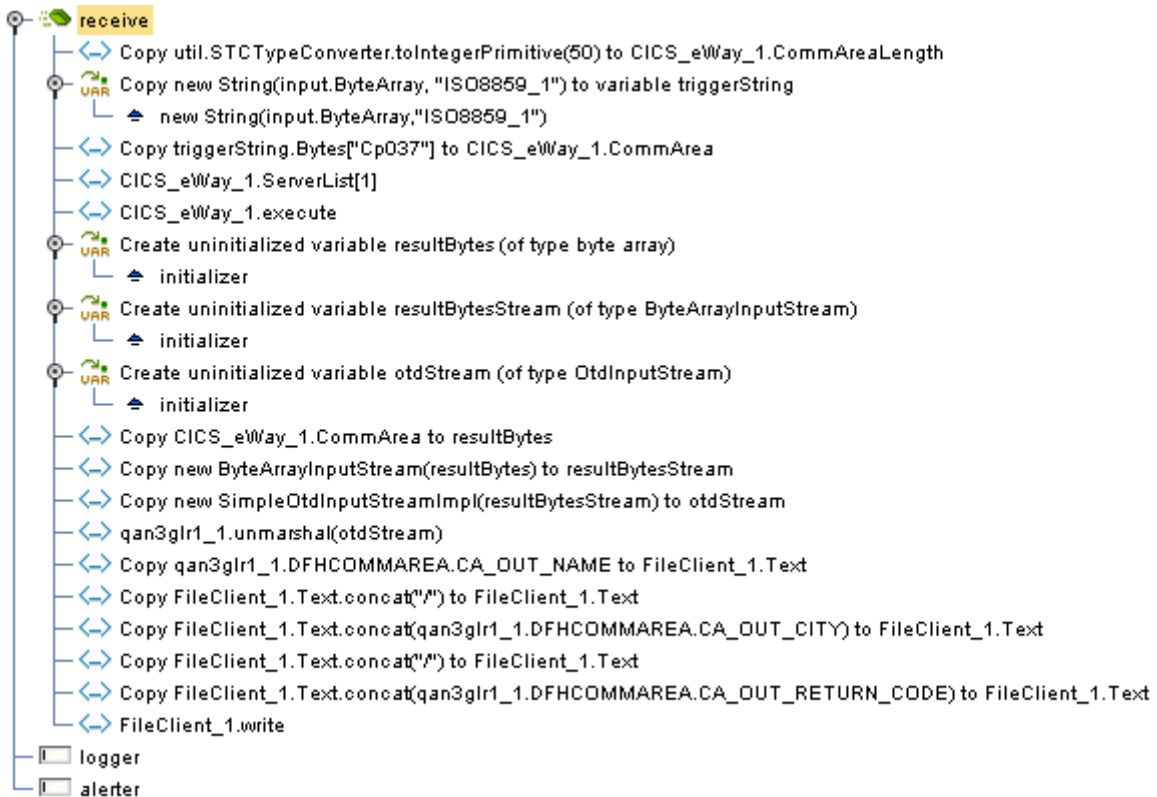 receive
Copy util.STCTypeConverter.toIntegerPrimitive(50) to CICS_eWay_1.CommAreaLength
VAR Copy new String(input.ByteArray, "ISO8859_1") to variable triggerString
new String(input.ByteArray,"ISO8859_1")
Copy triggerString.Bytes["Cp037"] to CICS_eWay_1.CommArea
CICS_eWay_1.ServerList[1]
CICS_eWay_1.execute
VAR Create uninitialized variable resultBytes (of type byte array)
initializer
VAR Create uninitialized variable resultBytesStream (of type ByteArrayInputStream)
initializer
VAR Create uninitialized variable otdStream (of type OtdInputStream)
initializer
Copy CICS_eWay_1.CommArea to resultBytes
Copy new ByteArrayInputStream(resultBytes) to resultBytesStream
Copy new SimpleOtdInputStreamImpl(resultBytesStream) to otdStream
qan3glr1_1.unmarshal(otdStream)
Copy qan3glr1_1.DFHCOMMAREA.CA_OUT_NAME to FileClient_1.Text
Copy FileClient_1.Text.concat("/") to FileClient_1.Text
Copy FileClient_1.Text.concat(qan3glr1_1.DFHCOMMAREA.CA_OUT_CITY) to FileClient_1.Text
Copy FileClient_1.Text.concat("/") to FileClient_1.Text
Copy FileClient_1.Text.concat(qan3glr1_1.DFHCOMMAREA.CA_OUT_RETURN_CODE) to FileClient_1.Text
FileClient_1.write
logger
alerter